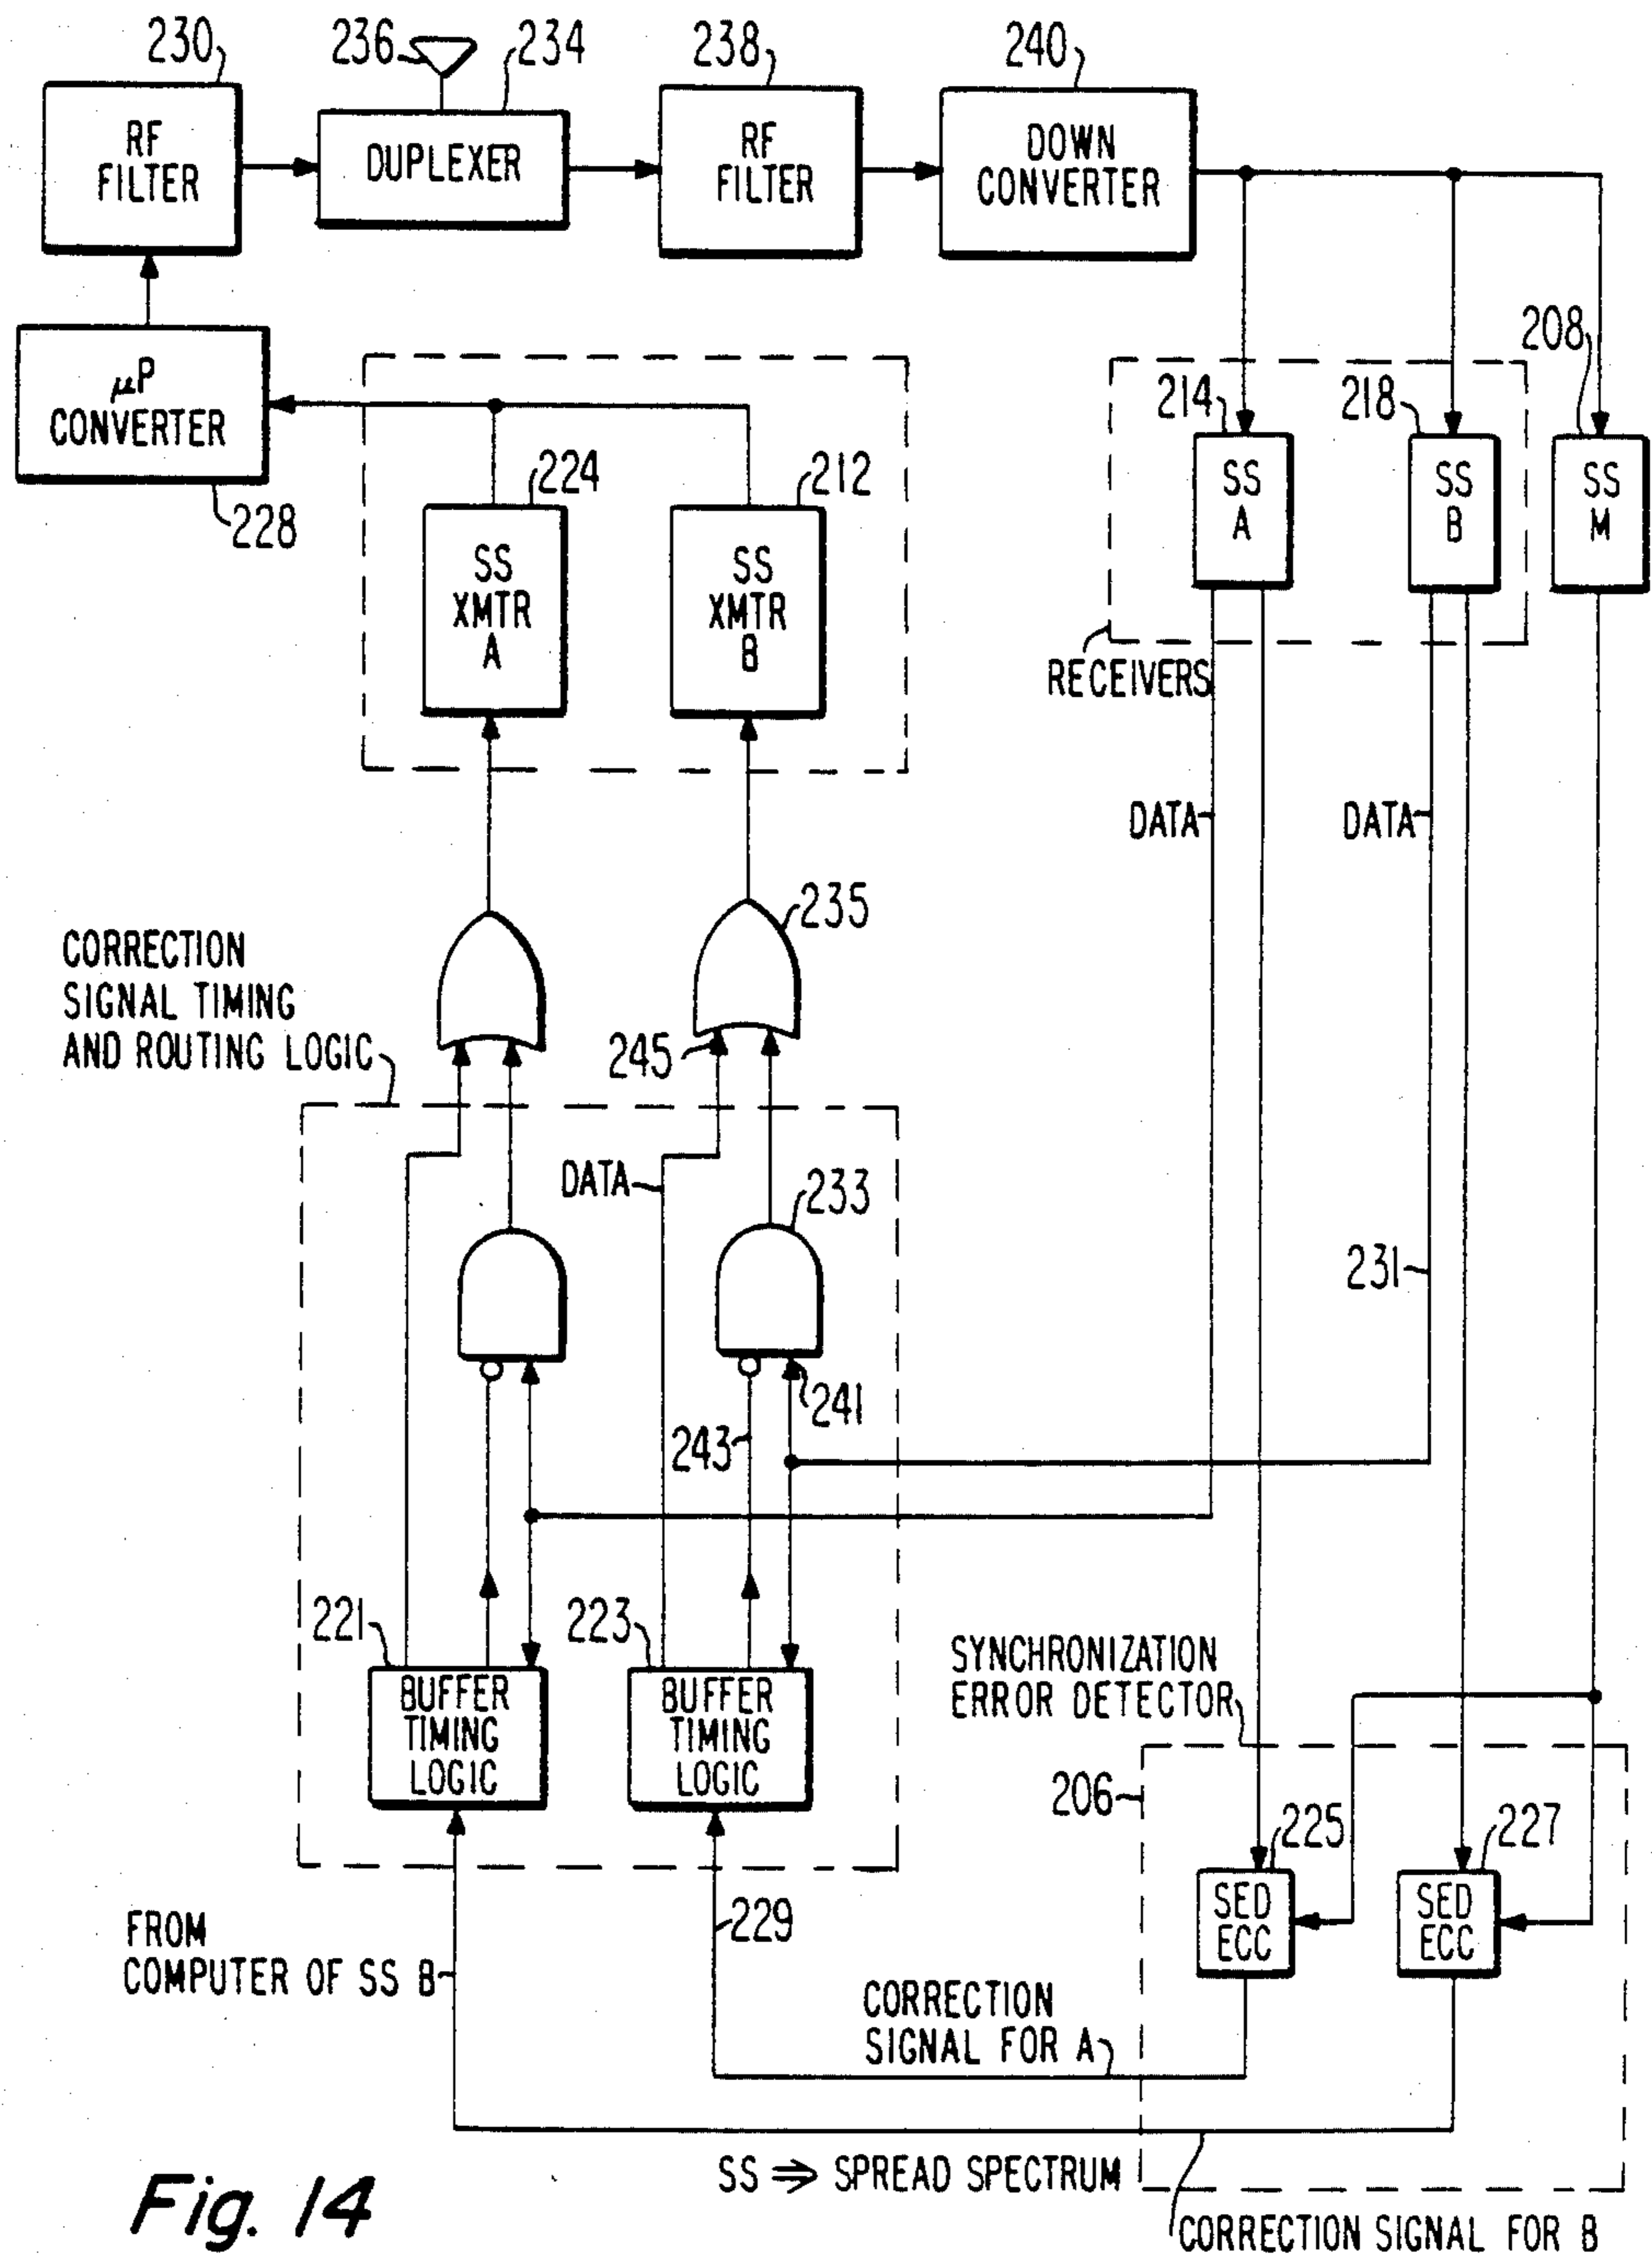 230
236
234
238
240
RF
FILTER
DUPLEXER
RF
FILTER
DOWN
CONVERTER
208
μP
CONVERTER
228
224
212
214
218
SS
XMTR
A
SS
XMTR
B
SS
A
SS
B
SS
M
RECEIVERS
DATA
DATA
235
CORRECTION
SIGNAL TIMING
AND ROUTING LOGIC
245
DATA
233
231
241
243
221
223
BUFFER
TIMING
LOGIC
BUFFER
TIMING
LOGIC
SYNCHRONIZATION
ERROR DETECTOR
206
225
227
SED
ECC
SED
ECC
229
FROM
COMPUTER OF SS B
CORRECTION
SIGNAL FOR A
SS ⇒ SPREAD SPECTRUM
CORRECTION SIGNAL FOR B
Fig. 14